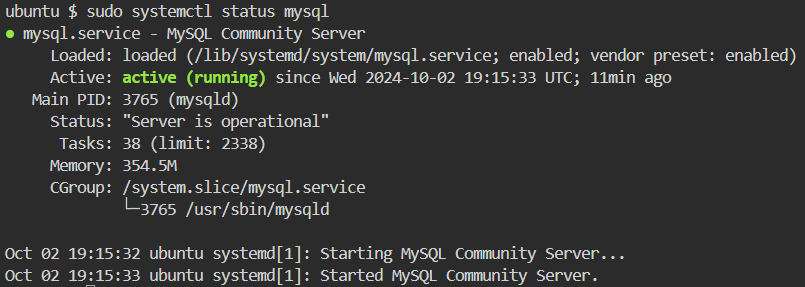 ubuntu $ sudo systemctl status mysql
● mysql.service - MySQL Community Server
     Loaded: loaded (/lib/systemd/system/mysql.service; enabled; vendor preset: enabled)
     Active: active (running) since Wed 2024-10-02 19:15:33 UTC; 11min ago
   Main PID: 3765 (mysqld)
     Status: "Server is operational"
      Tasks: 38 (limit: 2338)
     Memory: 354.5M
     CGroup: /system.slice/mysql.service
             └─3765 /usr/sbin/mysqld

Oct 02 19:15:32 ubuntu systemd[1]: Starting MySQL Community Server...
Oct 02 19:15:33 ubuntu systemd[1]: Started MySQL Community Server.